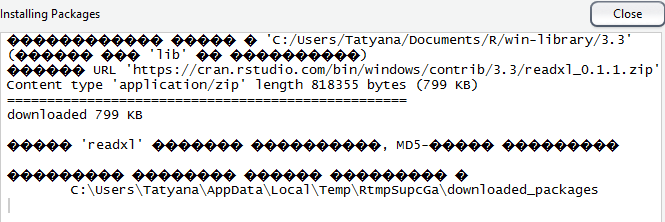 Installing Packages
Close
�������������� ����� � 'C:/Users/Tatyana/Documents/R/win-library/3.3'
(������ ��� 'lib' �� ����������)
������ URL 'https://cran.rstudio.com/bin/windows/contrib/3.3/readxl_0.1.1.zip'
Content type 'application/zip' length 818355 bytes (799 KB)
==================================================
downloaded 799 KB
����� 'readxl' ������� ����������, MD5-����� ���������
��������� �������� ������ ��������� �
C:\Users\Tatyana\AppData\Local\Temp\RtmpSupcGa\downloaded_packages